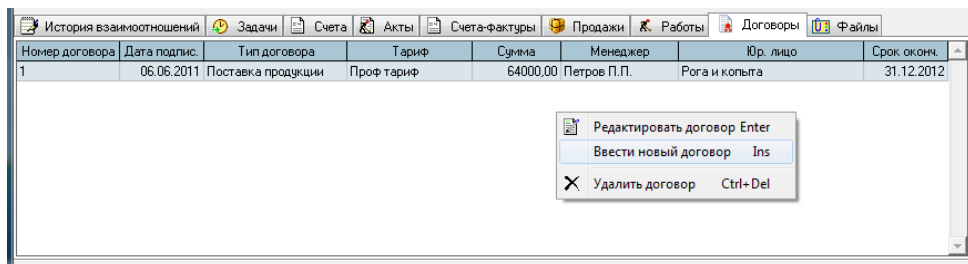 История взаимоотношений Задачи Счета Акты Счета-фактуры Продажи Работы Договоры Файлы
Номер договора Дата подпис. Тип договора Тариф Сумма Менеджер Юр. лицо Срок оконч.
1 06.06.2011 Поставка продукции Проф тариф 64000,00 Петров П.П. Рога и копыта 31.12.2012
Редактировать договор Enter
Ввести новый договор Ins
Удалить договор Ctrl+Del